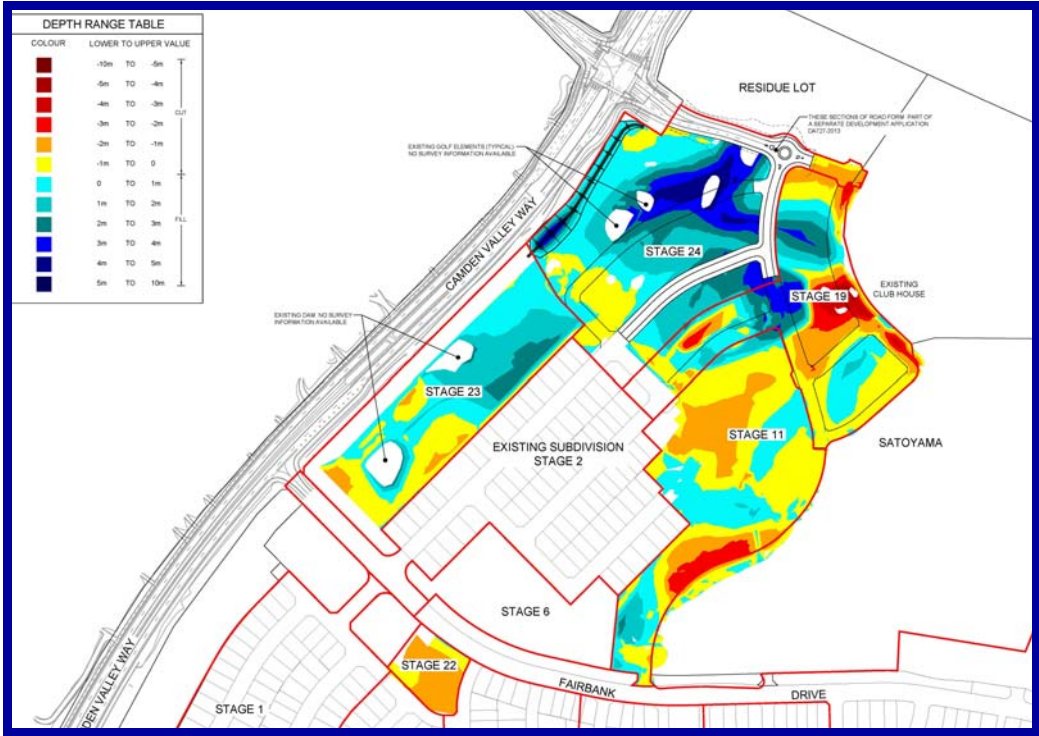 DEPTH RANGE TABLE
COLOUR LOWER TO UPPER VALUE
-10m TO -5m
-5m TO -4m
-4m TO -3m
-3m TO -2m
-2m TO -1m
-1m TO 0
0 TO 1m
1m TO 2m
2m TO 3m
3m TO 4m
4m TO 5m
5m TO 10m
CUT
FILL
RESIDUE LOT
THESE SECTIONS OF ROAD FORM PART OF
A SEPARATE DEVELOPMENT APPLICATION
DA727-2013
EXISTING GOLF ELEMENTS (TYPICAL)
NO SURVEY INFORMATION AVAILABLE
CAMDEN VALLEY WAY
STAGE 24
EXISTING
CLUB HOUSE
STAGE 19
EXISTING DAM. NO SURVEY
INFORMATION AVAILABLE
STAGE 23
EXISTING SUBDIVISION
STAGE 2
STAGE 11
SATOYAMA
STAGE 6
STAGE 22
FAIRBANK DRIVE
STAGE 1
DEN VALLEY WAY